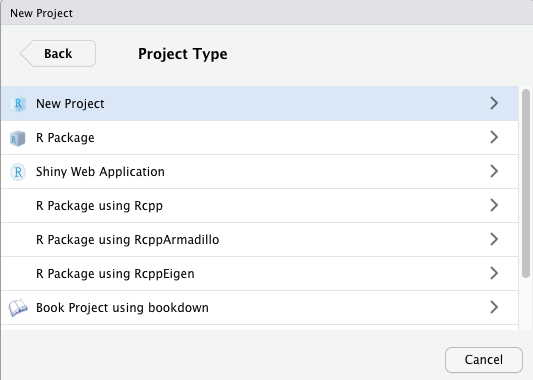 New Project
Back
Project Type
R New Project
R R Package
R Shiny Web Application
R Package using Rcpp
R Package using RcppArmadillo
R Package using RcppEigen
Book Project using bookdown
Cancel